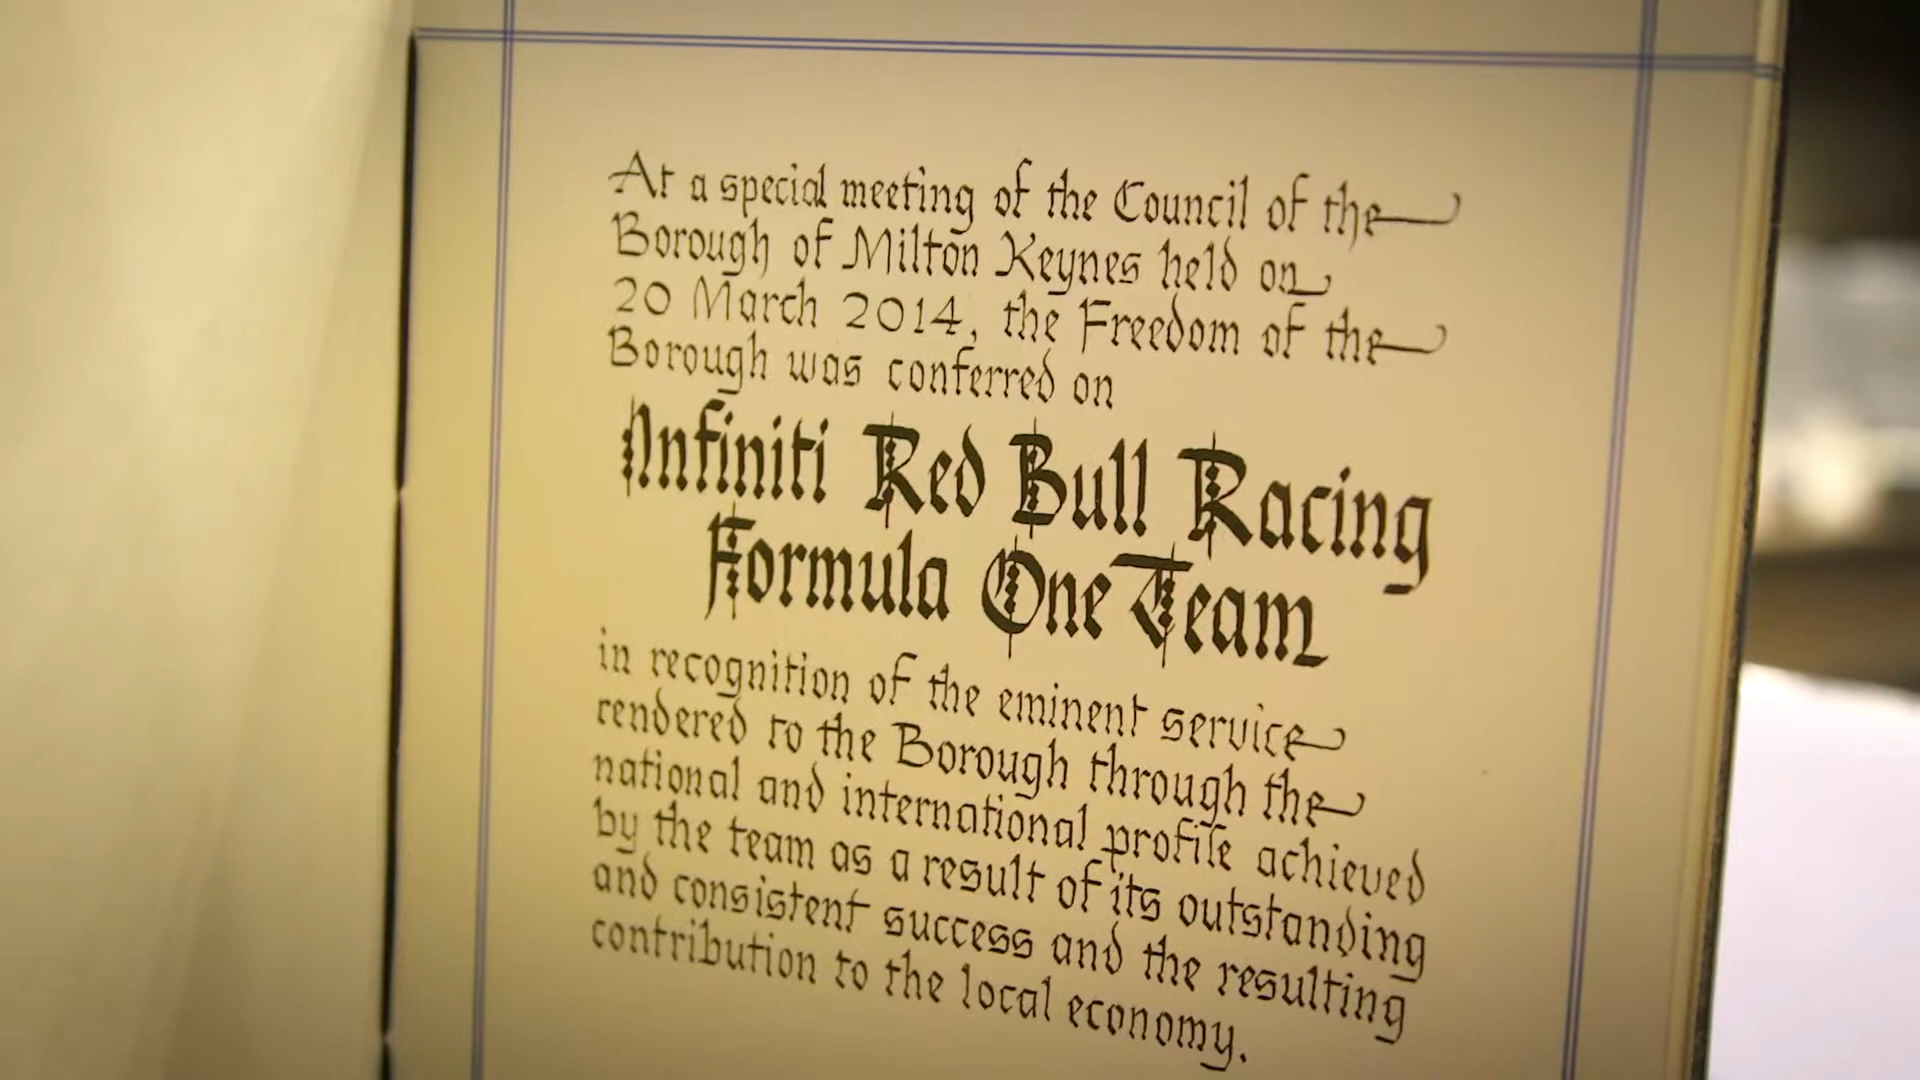 At a special meeting of the Council of the
Borough of Milton Keynes held on
20 March 2014, the Freedom of the
Borough was conferred on
Infiniti Red Bull Racing
Formula One Team
in recognition of the eminent service
rendered to the Borough through the
national and international profile achieved
by the team as a result of its outstanding
and consistent success and the resulting
contribution to the local economy.